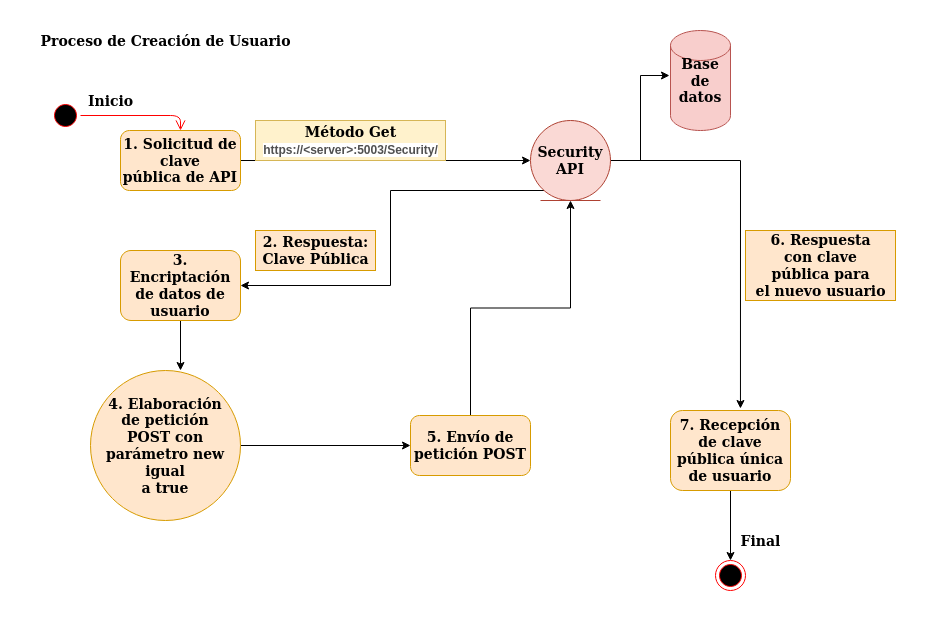 Proceso de Creación de Usuario
Inicio
1. Solicitud de
clave
pública de API
Método Get
https://<server>:5003/Security/
Security
API
Base
de
datos
2. Respuesta:
Clave Pública
3.
Encriptación
de datos de
usuario
4. Elaboración
de petición
POST con
parámetro new
igual
a true
5. Envío de
petición POST
6. Respuesta
con clave
pública para
el nuevo usuario
7. Recepción
de clave
pública única
de usuario
Final